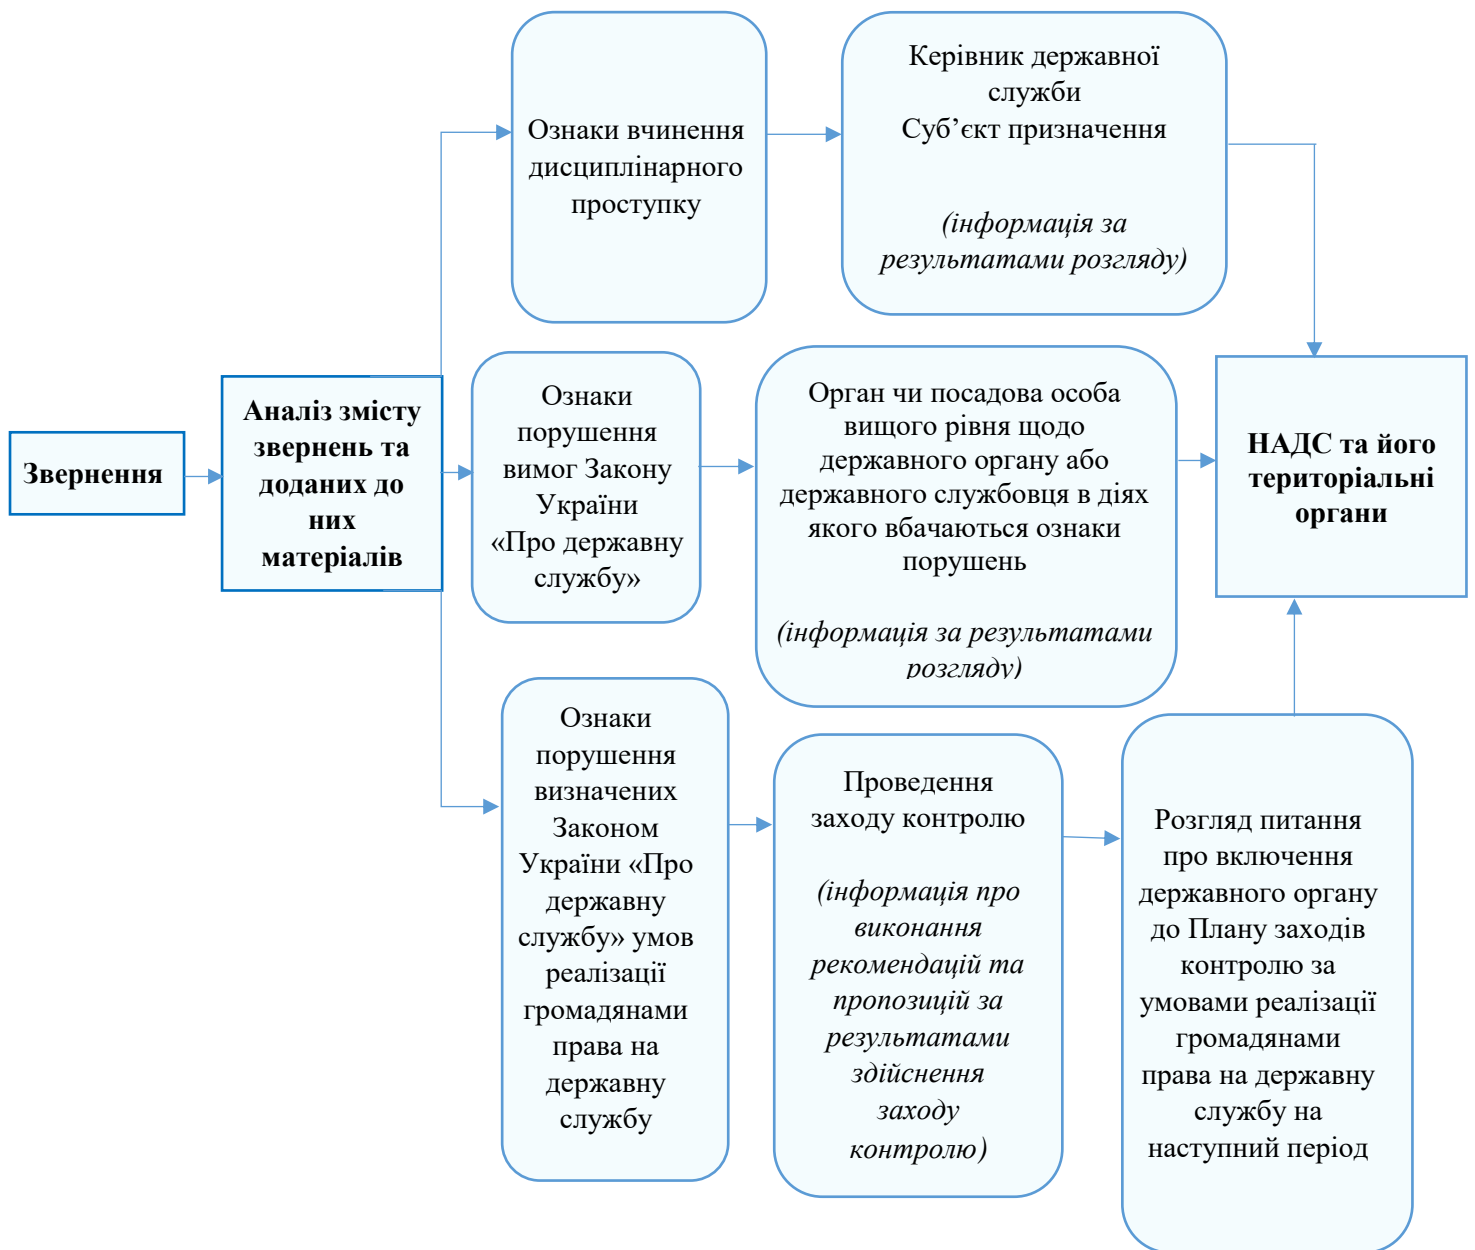 Звернення
Аналіз змісту
звернень та
доданих до
них
матеріалів
Ознаки вчинення
дисциплінарного
проступку
Керівник державної
служби
Суб’єкт призначення
(інформація за
результатами розгляду)
Ознаки
порушення
вимог Закону
України
«Про державну
службу»
Орган чи посадова особа
вищого рівня щодо
державного органу або
державного службовця в діях
якого вбачаються ознаки
порушень
(інформація за результатами
розгляду)
НАДС та його
територіальні
органи
Ознаки
порушення
визначених
Законом
України «Про
державну
службу» умов
реалізації
громадянами
права на
державну
службу
Проведення
заходу контролю
(інформація про
виконання
рекомендацій та
пропозицій за
результатами
здійснення
заходу
контролю)
Розгляд питання
про включення
державного органу
до Плану заходів
контролю за
умовами реалізації
громадянами
права на державну
службу на
наступний період